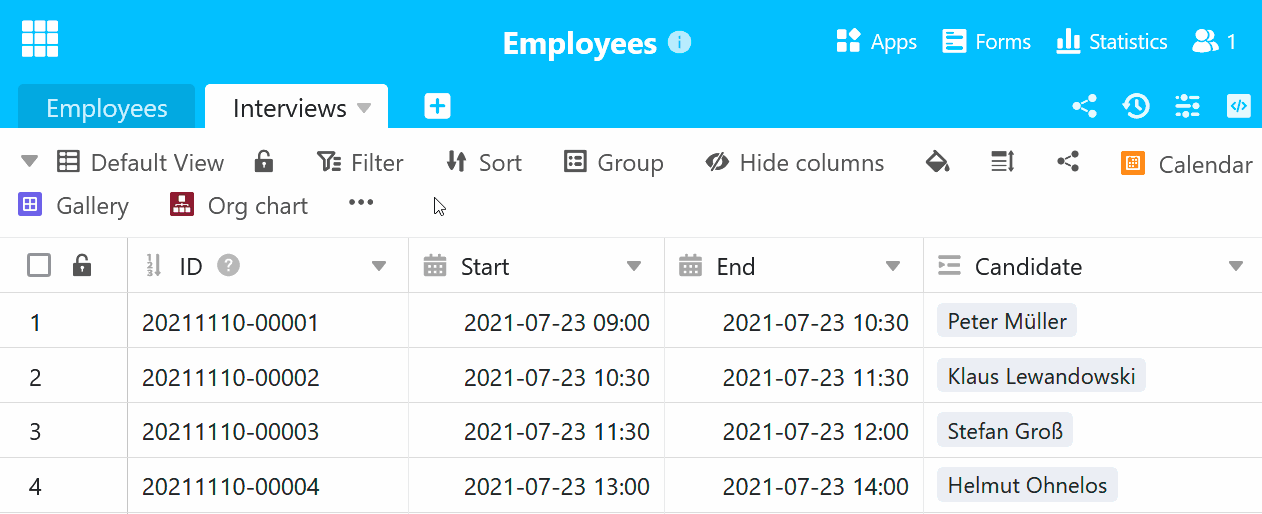 Employees Apps Forms Statistics 1
Employees Interviews
Default View Filter Sort Group Hide columns Calendar
Gallery Org chart
ID ? Start End Candidate
1 20211110-00001 2021-07-23 09:00 2021-07-23 10:30 Peter Müller
2 20211110-00002 2021-07-23 10:30 2021-07-23 11:30 Klaus Lewandowski
3 20211110-00003 2021-07-23 11:30 2021-07-23 12:00 Stefan Groß
4 20211110-00004 2021-07-23 13:00 2021-07-23 14:00 Helmut Ohnelos